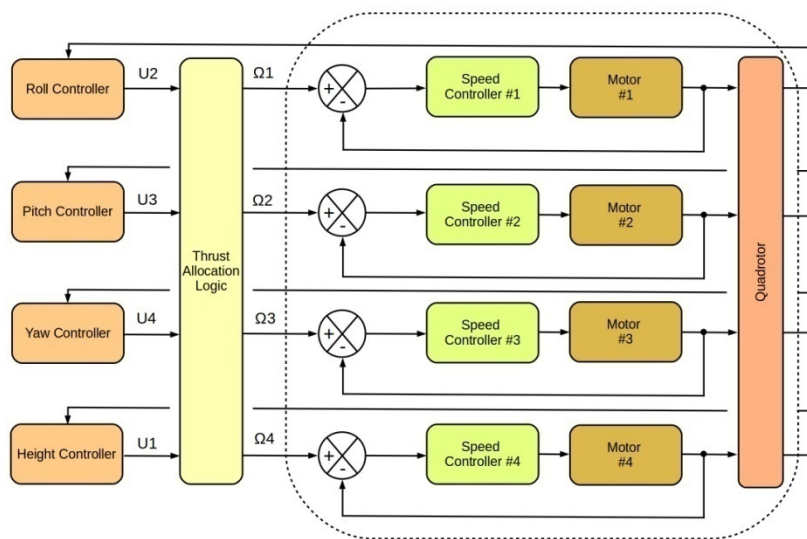 Roll Controller
U2
Ω1
+
-
Speed
Controller #1
Motor
#1
Pitch Controller
U3
Ω2
+
-
Speed
Controller #2
Motor
#2
Thrust
Allocation
Logic
Quadrotor
Yaw Controller
U4
Ω3
+
-
Speed
Controller #3
Motor
#3
Height Controller
U1
Ω4
+
-
Speed
Controller #4
Motor
#4